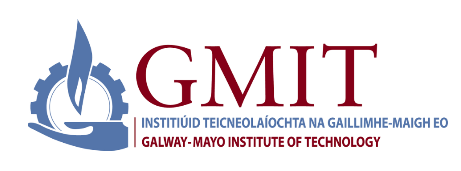 GMIT
INSTITIÚID TEICNEOLAÍOCHTA NA GAILLIMHE-MAIGH EO
GALWAY-MAYO INSTITUTE OF TECHNOLOGY